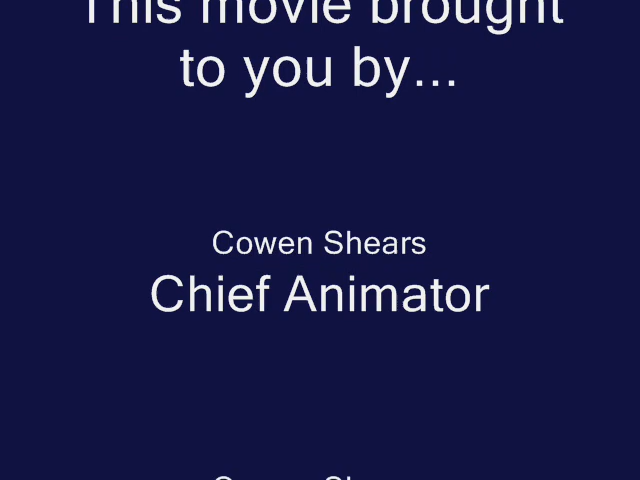 This movie brought
to you by...
Cowen Shears
Chief Animator